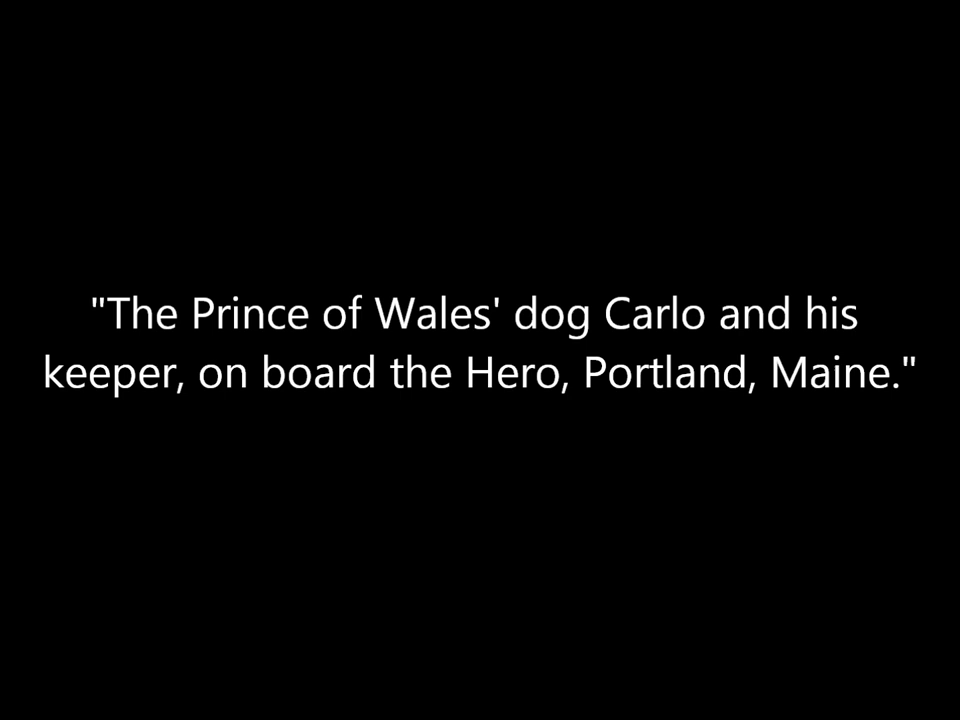 "The Prince of Wales' dog Carlo and his
keeper, on board the Hero, Portland, Maine."